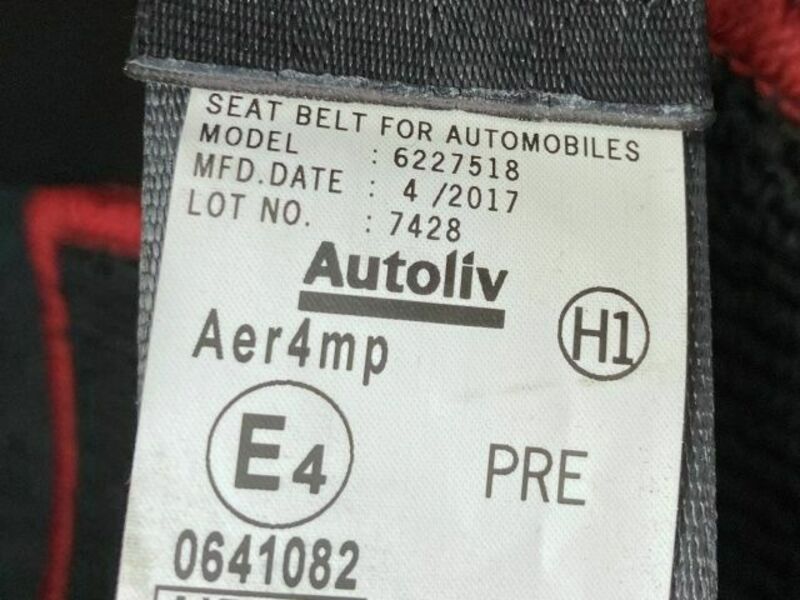 SEAT BELT FOR AUTOMOBILES
MODEL : 6227518
MFD.DATE : 4 /2017
LOT NO. : 7428
Autoliv
H1
Aer4mp
E4
PRE
0641082